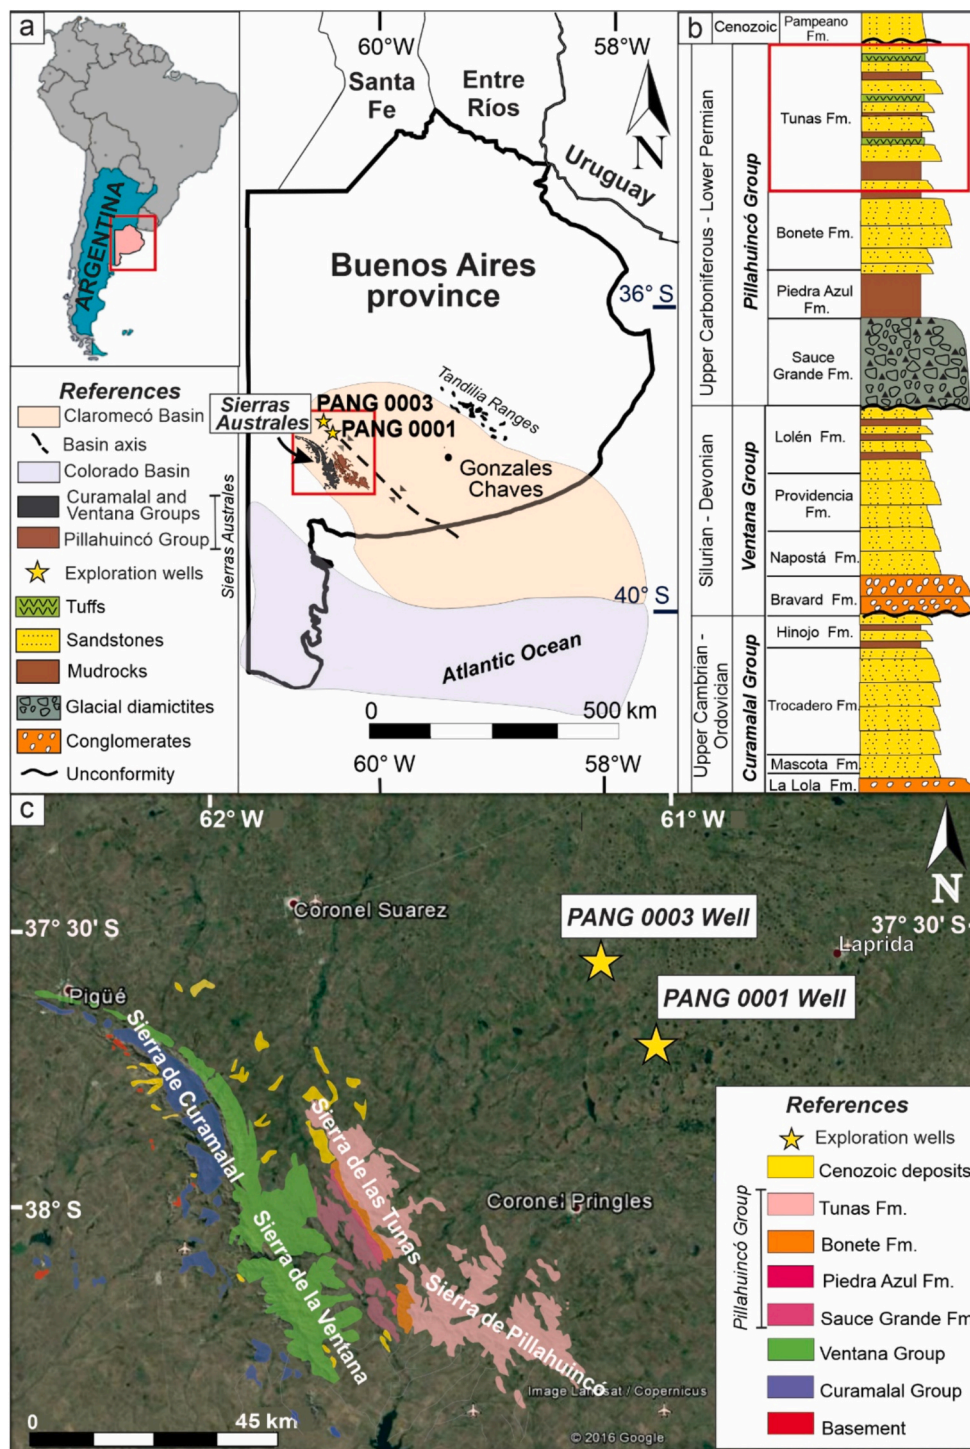 a
ARGENTINA
60°W
58°W
Santa
Fe
Entre
Ríos
N
Uruguay
Buenos Aires
province
36° S
Tandilia Ranges
Sierras
Australes
PANG 0003
PANG 0001
Gonzales
Chaves
40° S
Atlantic Ocean
0
500 km
60° W
58° W
References
Claromecó Basin
Basin axis
Colorado Basin
Curamalal and
Ventana Groups
Pillahuincó Group
Sierras Australes
Exploration wells
Tuffs
Sandstones
Mudrocks
Glacial diamictites
Conglomerates
Unconformity
b
Cenozoic
Pampeano
Fm.
Upper Carboniferous - Lower Permian
Pillahuincó Group
Tunas Fm.
Bonete Fm.
Piedra Azul
Fm.
Sauce
Grande Fm.
Silurian - Devonian
Ventana Group
Lolén Fm.
Providencia
Fm.
Napostá Fm.
Bravard Fm.
Upper Cambrian -
Ordovician
Curamalal Group
Hinojo Fm.
Trocadero Fm.
Mascota Fm.
La Lola Fm.
c
62° W
61° W
N
37° 30' S
37° 30' S
Coronel Suarez
PANG 0003 Well
Laprida
PANG 0001 Well
Pigüé
Sierra de Curamalal
Sierra de las Tunas
38° S
Coronel Pringles
Sierra de la Ventana
Sierra de Pillahuincó
Image Landsat / Copernicus
© 2016 Google
0
45 km
References
Exploration wells
Cenozoic deposits
Pillahuincó Group
Tunas Fm.
Bonete Fm.
Piedra Azul Fm.
Sauce Grande Fm
Ventana Group
Curamalal Group
Basement